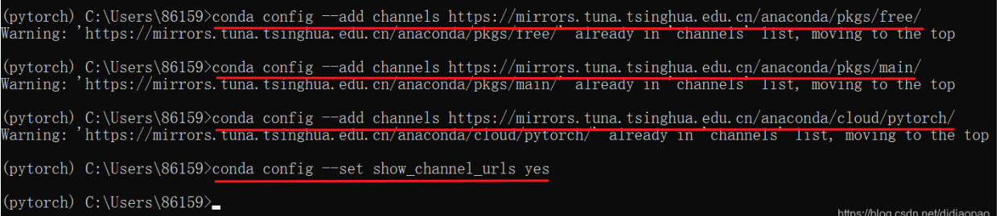 (pytorch) C:\Users\86159>conda config --add channels https://mirrors.tuna.tsinghua.edu.cn/anaconda/pkgs/free/
Warning: 'https://mirrors.tuna.tsinghua.edu.cn/anaconda/pkgs/free/' already in 'channels' list, moving to the top
(pytorch) C:\Users\86159>conda config --add channels https://mirrors.tuna.tsinghua.edu.cn/anaconda/pkgs/main/
Warning: 'https://mirrors.tuna.tsinghua.edu.cn/anaconda/pkgs/main/' already in 'channels' list, moving to the top
(pytorch) C:\Users\86159>conda config --add channels https://mirrors.tuna.tsinghua.edu.cn/anaconda/cloud/pytorch/
Warning: 'https://mirrors.tuna.tsinghua.edu.cn/anaconda/cloud/pytorch/' already in 'channels' list, moving to the top
(pytorch) C:\Users\86159>conda config --set show_channel_urls yes
(pytorch) C:\Users\86159>
https://blog.csdn.net/didiaopao